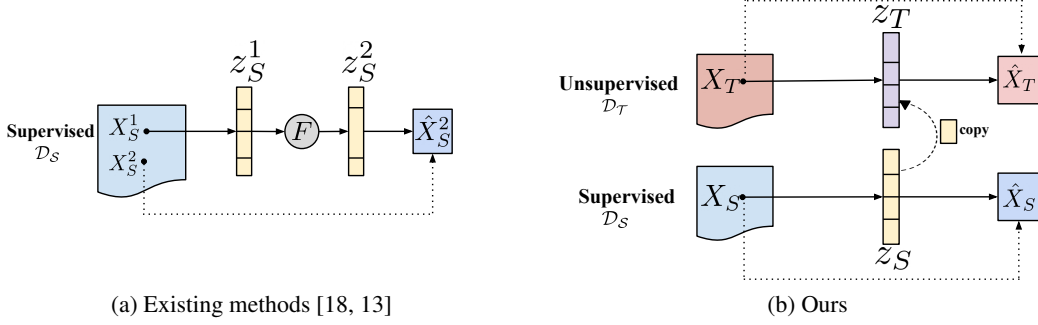 z_S^1 z_S^2
Supervised
𝒟_𝒮
X_S^1
X_S^2
F
X̂_S^2
(a) Existing methods [18, 13]
z_T
Unsupervised
𝒟_𝒯
X_T
X̂_T
copy
Supervised
𝒟_𝒮
X_S
X̂_S
z_S
(b) Ours